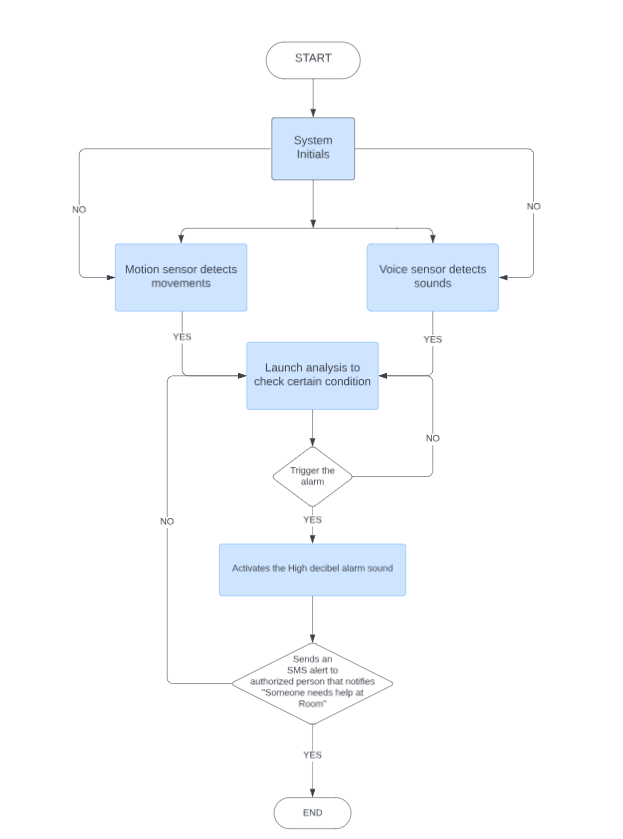 START
System
Initials
NO
NO
Motion sensor detects
movements
Voice sensor detects
sounds
YES
YES
Launch analysis to
check certain condition
NO
Trigger the
alarm
YES
NO
Activates the High decibel alarm sound
Sends an
SMS alert to
authorized person that notifies
"Someone needs help at
Room"
YES
END